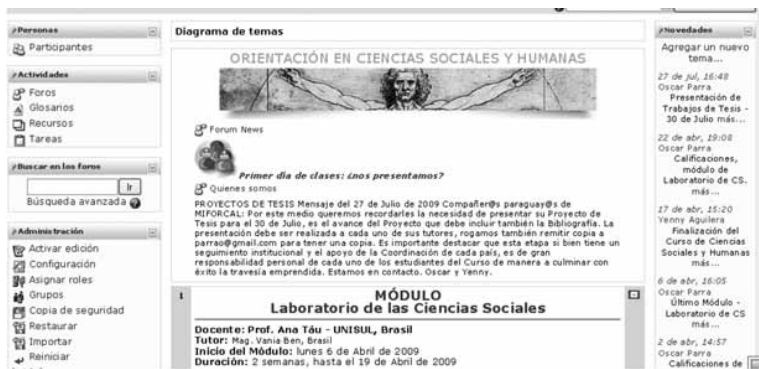 Personas
Participantes
Actividades
Foros
Glosarios
Recursos
Tareas
Buscar en los foros
Ir
Búsqueda avanzada
Administración
Activar edición
Configuración
Asignar roles
Grupos
Copia de seguridad
Restaurar
Importar
Reiniciar
Diagrama de temas
ORIENTACIÓN EN CIENCIAS SOCIALES Y HUMANAS
Forum News
Primer día de clases: ¿nos presentamos?
Quienes somos
PROYECTOS DE TESIS Mensaje del 27 de Julio de 2009 Compañer@s paraguay@s de
MIFORCAL: Por este medio queremos recordarles la necesidad de presentar su Proyecto de
Tesis para el 30 de Julio, es el avance del Proyecto que debe incluir también la Bibliografía. La
presentación debe ser realizada a cada uno de sus tutores, rogamos también remitir copia a
parrao@gmail.com para tener una copia. Es importante destacar que esta etapa si bien tiene un
seguimiento institucional y el apoyo de la Coordinación de cada país, es de gran
responsabilidad personal de cada uno de los estudiantes del Curso de manera a culminar con
éxito la travesía emprendida. Estamos en contacto. Oscar y Yenny.
1
MÓDULO
Laboratorio de las Ciencias Sociales
Docente: Prof. Ana Táu - UNISUL, Brasil
Tutor: Mag. Vania Ben, Brasil
Inicio del Módulo: lunes 6 de Abril de 2009
Duración: 2 semanas, hasta el 19 de Abril de 2009
Novedades
Agregar un nuevo
tema...
27 de jul, 16:48
Oscar Parra
Presentación de
Trabajos de Tesis -
30 de Julio más...
22 de abr, 19:08
Oscar Parra
Calificaciones,
módulo de
Laboratorio de CS.
más...
17 de abr, 15:20
Yenny Aguilera
Finalización del
Curso de Ciencias
Sociales y Humanas
más...
6 de abr, 16:05
Oscar Parra
Último Módulo -
Laboratorio de CS
más...
2 de abr, 14:57
Oscar Parra
Calificaciones de